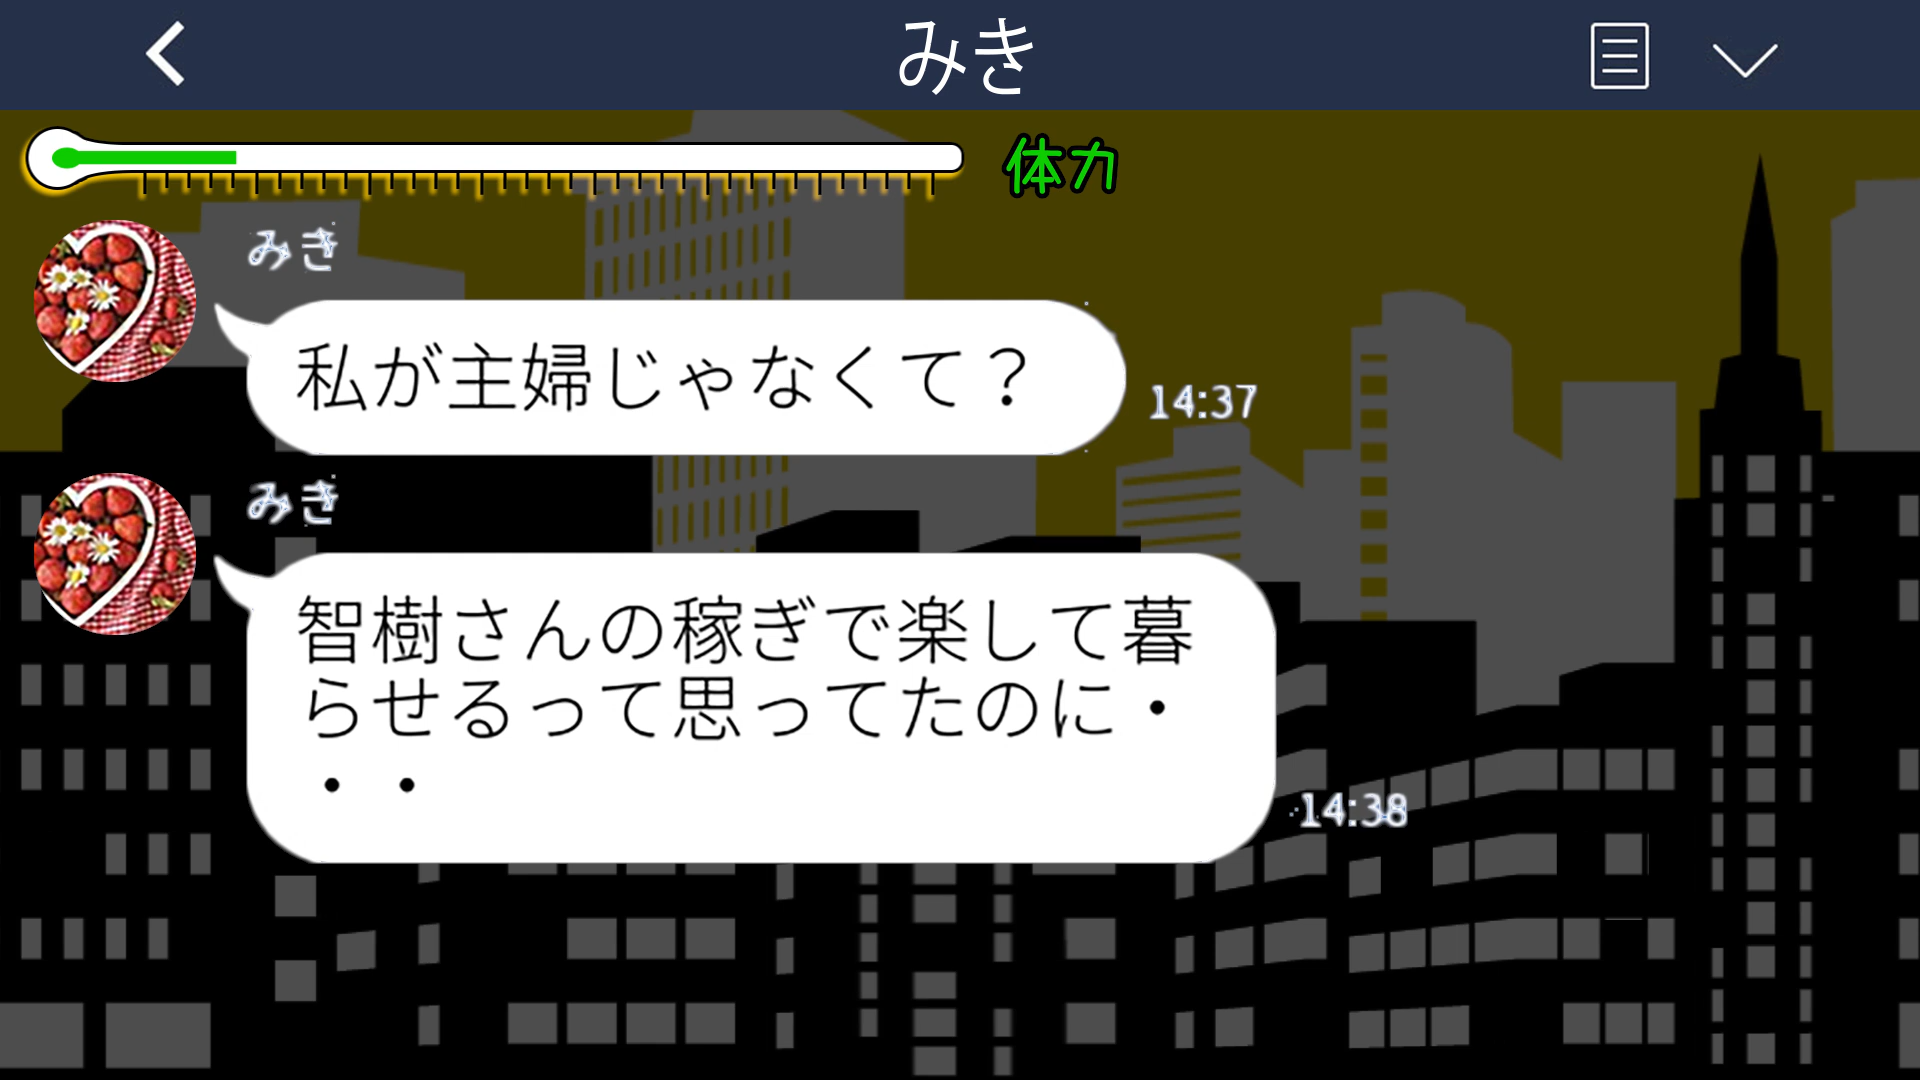 みき
体力
みき
私が主婦じゃなくて？
14:37
みき
智樹さんの稼ぎで楽して暮
らせるって思ってたのに・
・・
14:38